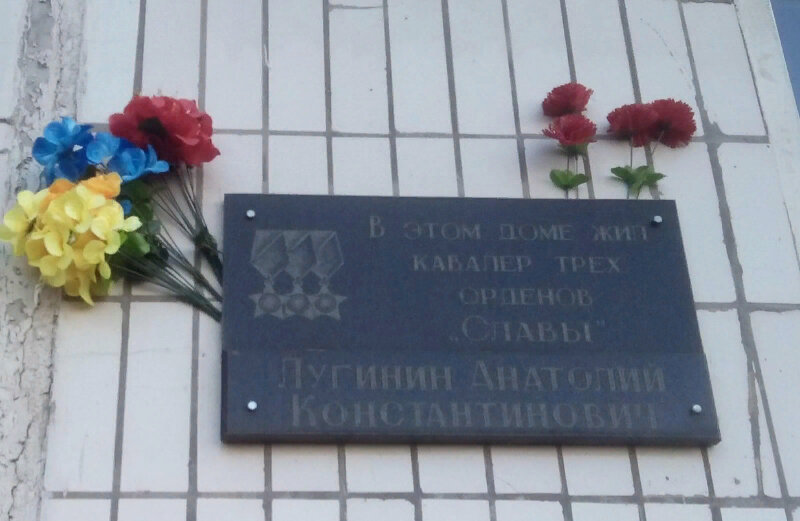 В ЭТОМ ДОМЕ ЖИЛ
КАВАЛЕР ТРЕХ
ОРДЕНОВ
„СЛАВЫ"
ЛУГИНИН АНАТОЛИЙ
КОНСТАНТИНОВИЧ